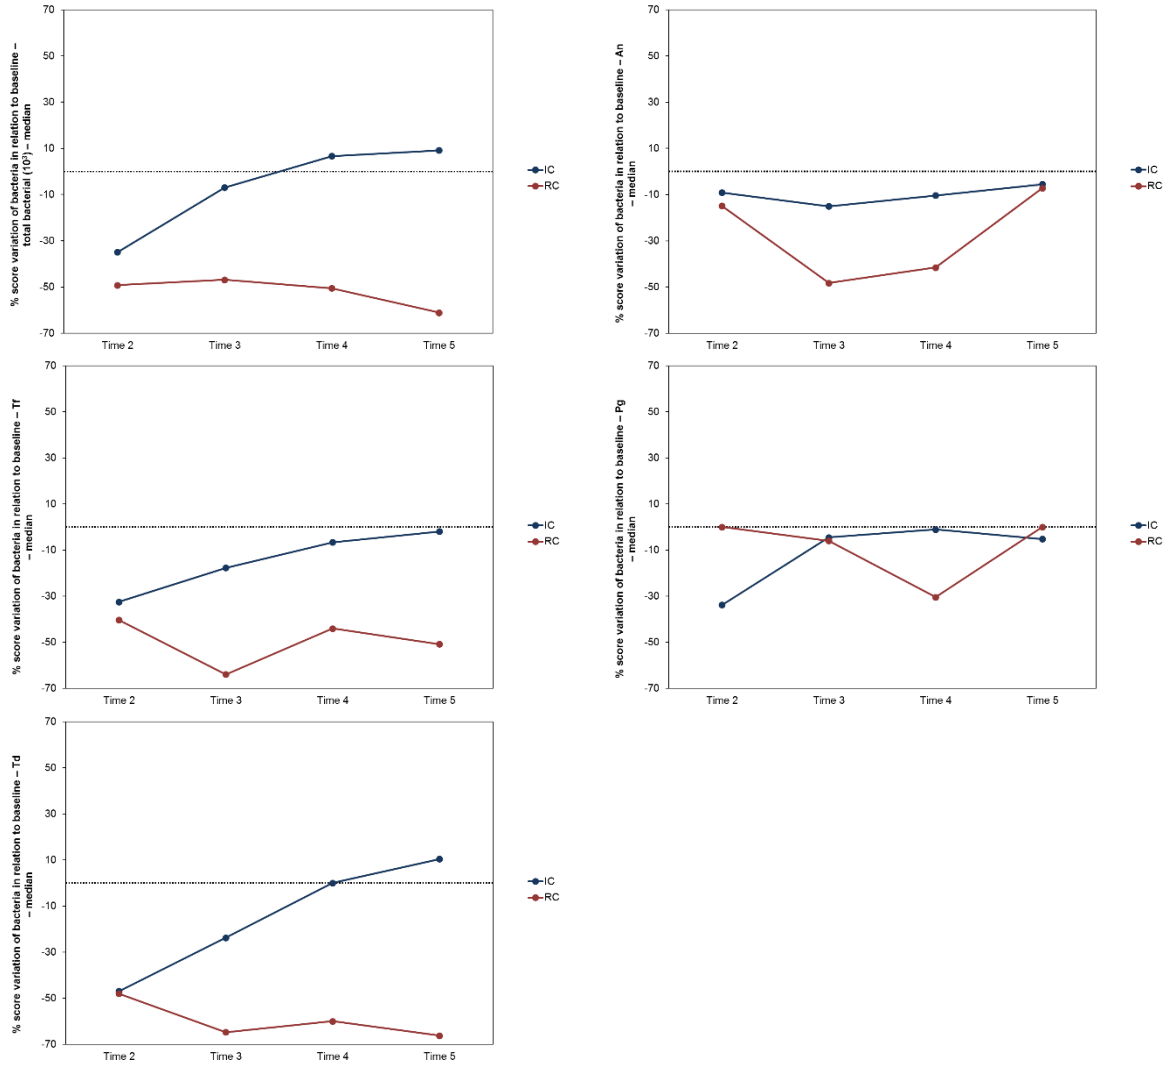 % score variation of bacteria in relation to baseline –
total bacterial (10³) – median
70
50
30
10
-10
-30
-50
-70
Time 2 Time 3 Time 4 Time 5
IC
RC
% score variation of bacteria in relation to baseline – An
– median
70
50
30
10
-10
-30
-50
-70
Time 2 Time 3 Time 4 Time 5
IC
RC
% score variation of bacteria in relation to baseline – Tf
– median
70
50
30
10
-10
-30
-50
-70
Time 2 Time 3 Time 4 Time 5
IC
RC
% score variation of bacteria in relation to baseline – Pg
– median
70
50
30
10
-10
-30
-50
-70
Time 2 Time 3 Time 4 Time 5
IC
RC
% score variation of bacteria in relation to baseline – Td
– median
70
50
30
10
-10
-30
-50
-70
Time 2 Time 3 Time 4 Time 5
IC
RC